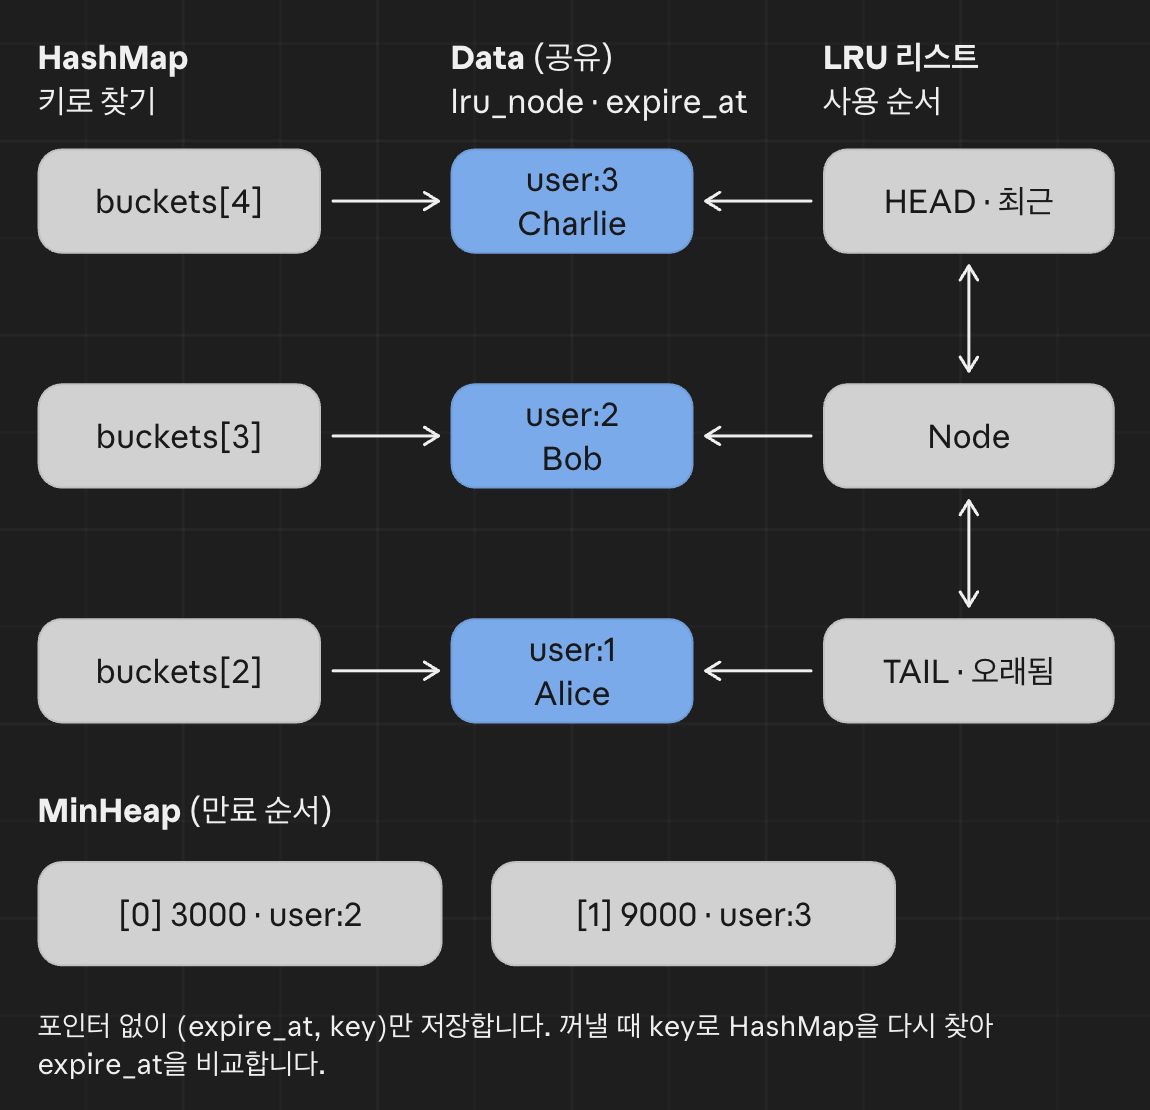 HashMap
키로 찾기
Data (공유)
lru_node · expire_at
LRU 리스트
사용 순서
buckets[4]
user:3
Charlie
HEAD · 최근
buckets[3]
user:2
Bob
Node
buckets[2]
user:1
Alice
TAIL · 오래됨
MinHeap (만료 순서)
[0] 3000 · user:2
[1] 9000 · user:3
포인터 없이 (expire_at, key)만 저장합니다. 꺼낼 때 key로 HashMap을 다시 찾아
expire_at을 비교합니다.